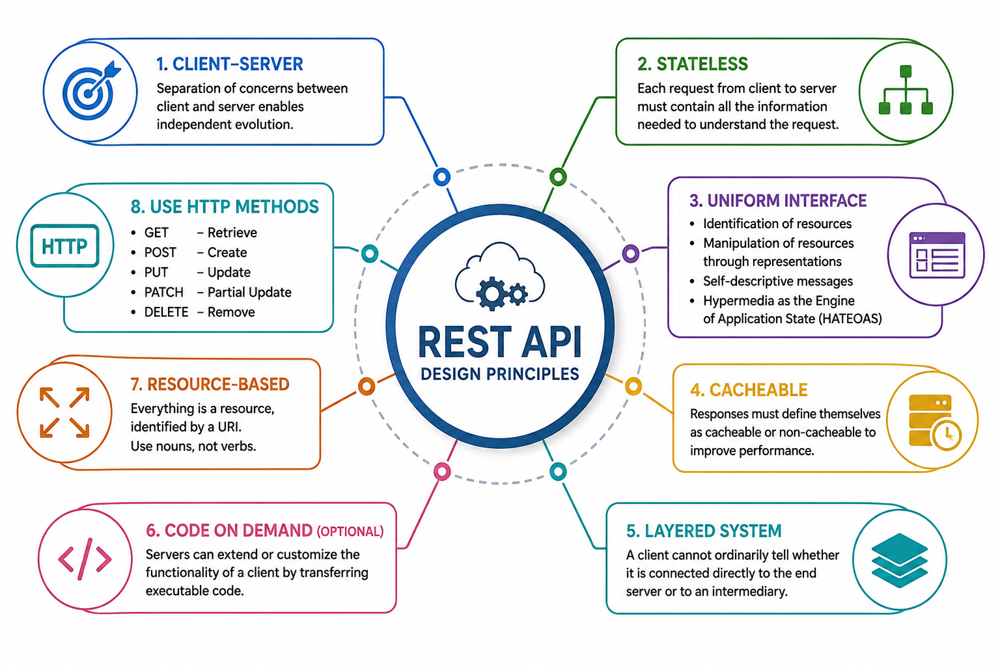 REST API
DESIGN PRINCIPLES
1. CLIENT–SERVER
Separation of concerns between
client and server enables
independent evolution.
2. STATELESS
Each request from client to server
must contain all the information
needed to understand the request.
3. UNIFORM INTERFACE
• Identification of resources
• Manipulation of resources
through representations
• Self-descriptive messages
• Hypermedia as the Engine
of Application State (HATEOAS)
4. CACHEABLE
Responses must define themselves
as cacheable or non-cacheable to
improve performance.
5. LAYERED SYSTEM
A client cannot ordinarily tell whether
it is connected directly to the end
server or to an intermediary.
6. CODE ON DEMAND (OPTIONAL)
Servers can extend or customize the
functionality of a client by transferring
executable code.
7. RESOURCE-BASED
Everything is a resource,
identified by a URI.
Use nouns, not verbs.
HTTP
8. USE HTTP METHODS
• GET – Retrieve
• POST – Create
• PUT – Update
• PATCH – Partial Update
• DELETE – Remove